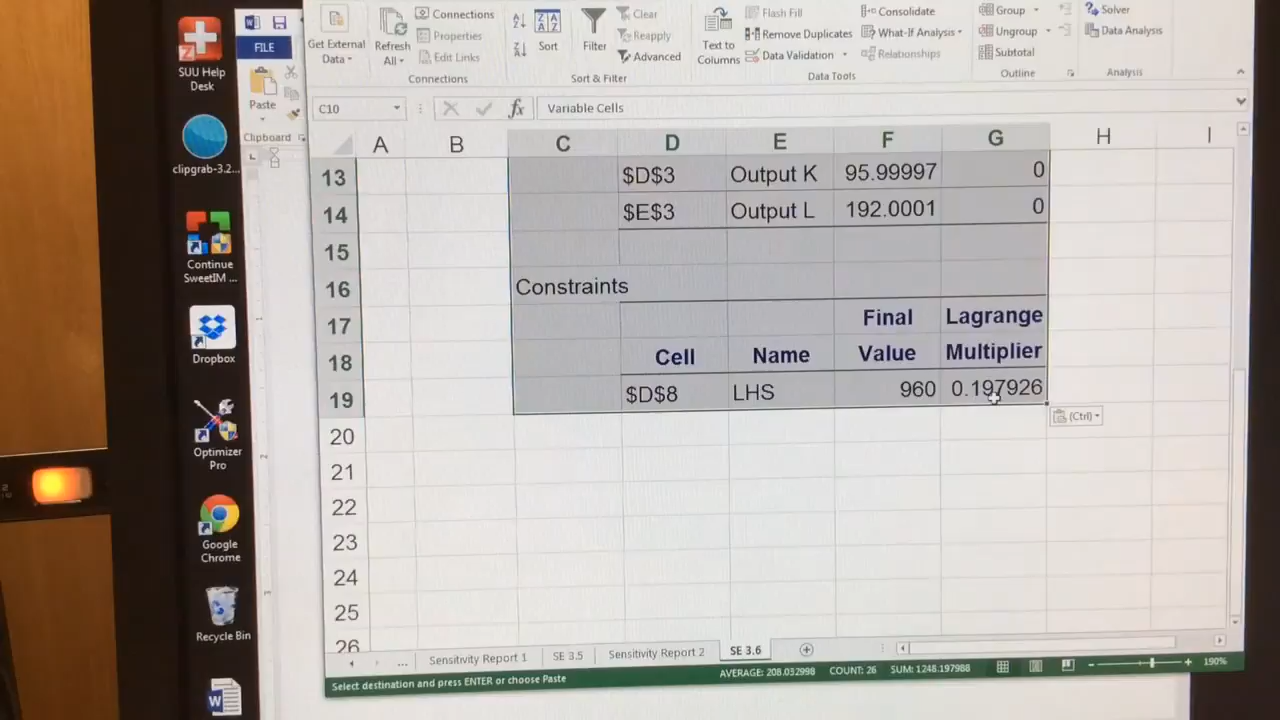 SUU Help
Desk
clipgrab-3.2...
Continue
SweetIM ...
Dropbox
Optimizer
Pro
Google
Chrome
Recycle Bin
FILE
Paste
Clipboard
Get External
Data
Refresh
All
Connections
Properties
Edit Links
Connections
Sort
Filter
Clear
Reapply
Advanced
Sort & Filter
Text to
Columns
Flash Fill
Remove Duplicates
Data Validation
Consolidate
What-If Analysis
Relationships
Data Tools
Group
Ungroup
Subtotal
Outline
Solver
Data Analysis
Analysis
C10 fx Variable Cells
A B C D E F G H I
13 $D$3 Output K 95.99997 0
14 $E$3 Output L 192.0001 0
15
16 Constraints
17 Final Lagrange
18 Cell Name Value Multiplier
19 $D$8 LHS 960 0.197926
(Ctrl)
20
21
22
23
24
25
26
... Sensitivity Report 1 SE 3.5 Sensitivity Report 2 SE 3.6
Select destination and press ENTER or choose Paste AVERAGE: 208.032998 COUNT: 26 SUM: 1248.197988 190%